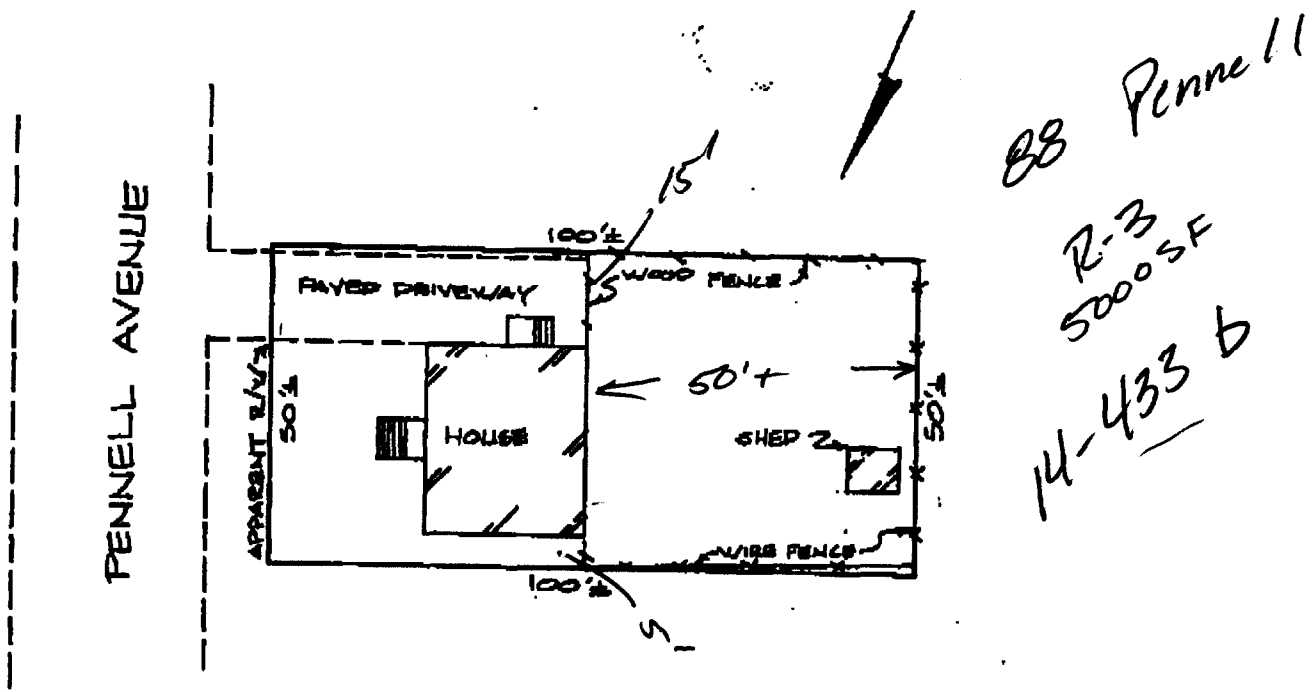 88 Pennell
R-3
5000 SF
14-433 b
PENNELL AVENUE
15'
100'±
WOOD FENCE
PAVED DRIVEWAY
APPARENT R/W
50'±
50'+
HOUSE
SHED
50'±
WIRE FENCE
100'±
5'